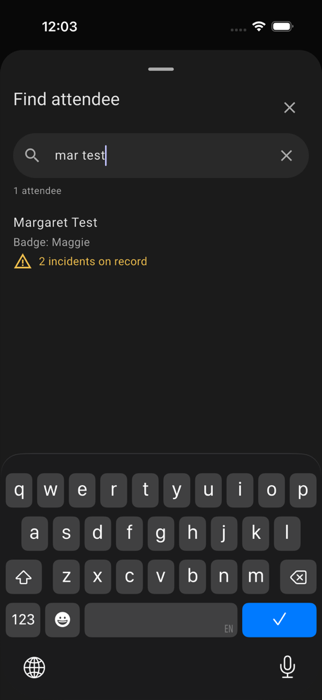 12:03
Find attendee
mar test
1 attendee
Margaret Test
Badge: Maggie
2 incidents on record
q w e r t y u i o p
a s d f g h j k l
z x c v b n m
123
EN